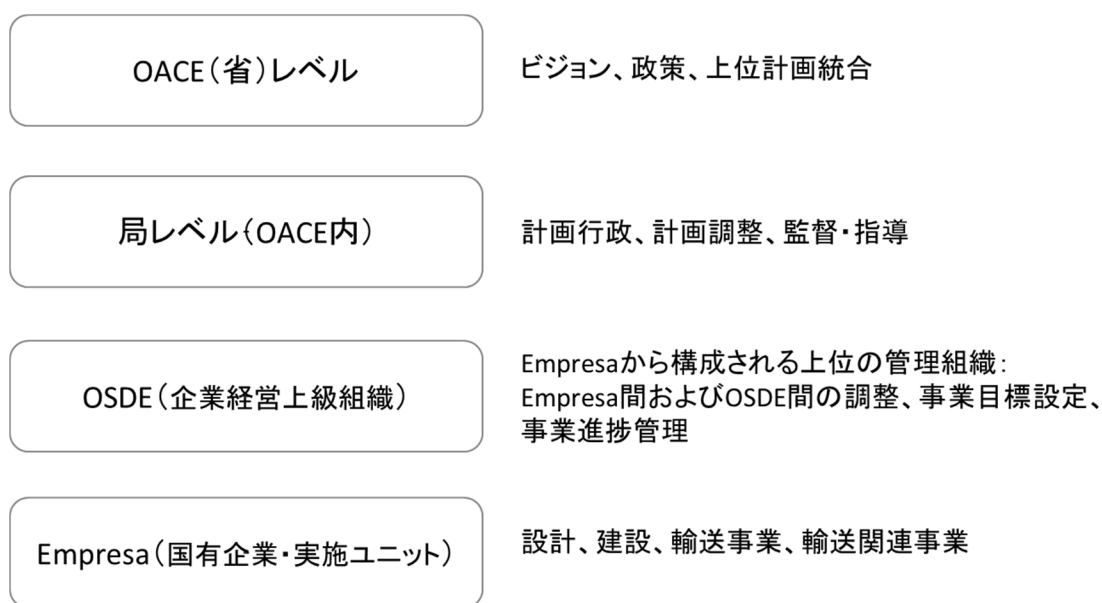 OACE（省）レベル
ビジョン、政策、上位計画統合
局レベル（OACE内）
計画行政、計画調整、監督・指導
OSDE（企業経営上級組織）
Empresaから構成される上位の管理組織：
Empresa間およびOSDE間の調整、事業目標設定、
事業進捗管理
Empresa（国有企業・実施ユニット）
設計、建設、輸送事業、輸送関連事業